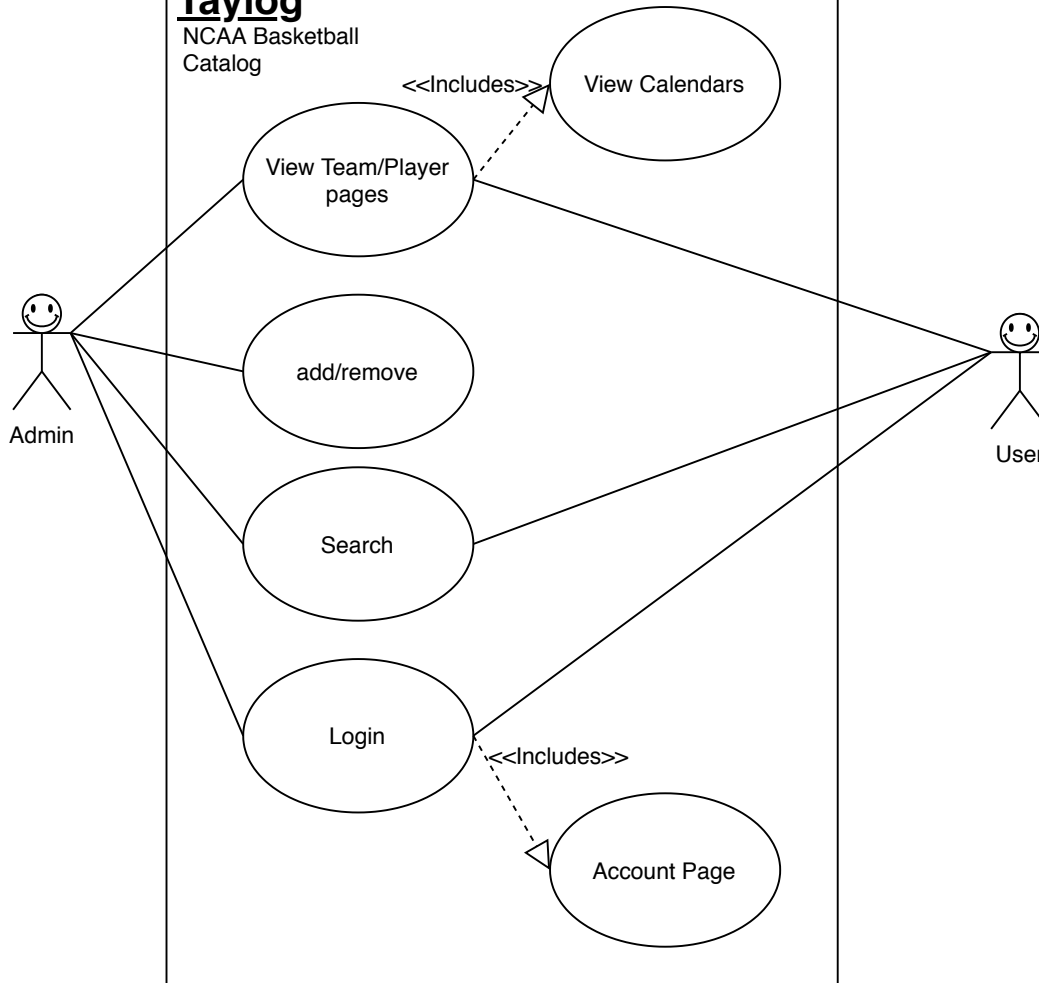 Taylog
NCAA Basketball
Catalog
<<Includes>>
View Calendars
View Team/Player
pages
add/remove
Admin
User
Search
Login
<<Includes>>
Account Page